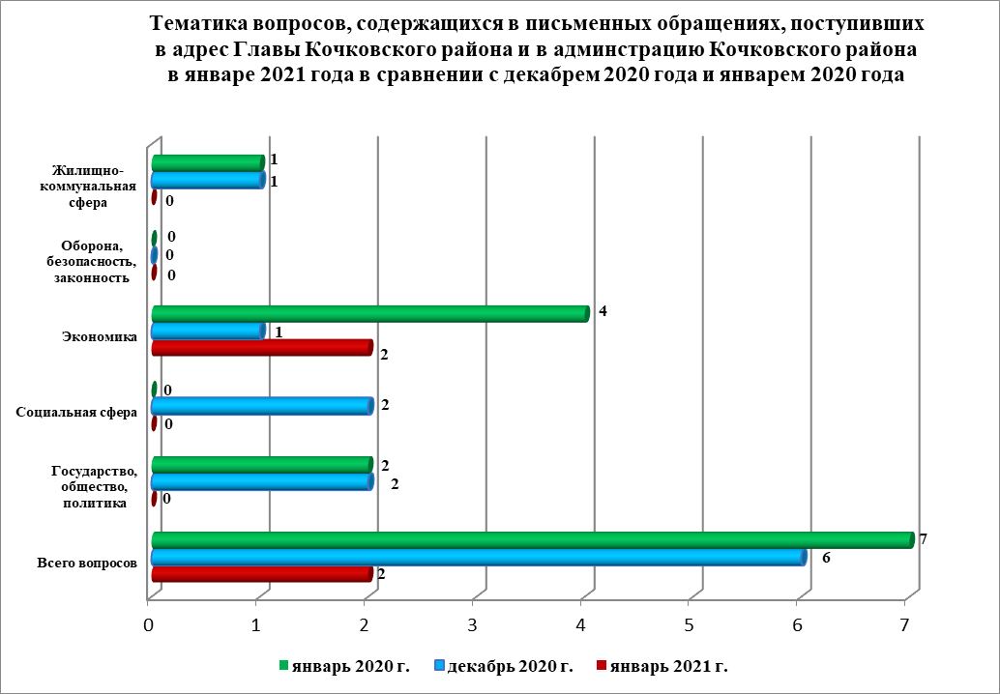 Тематика вопросов, содержащихся в письменных обращениях, поступивших
в адрес Главы Кочковского района и в админстрацию Кочковского района
в январе 2021 года в сравнении с декабрем 2020 года и январем 2020 года
Жилищно-
коммунальная
сфера
1
1
0
Оборона,
безопасность,
законность
0
0
0
Экономика
4
1
2
Социальная сфера
0
2
0
Государство,
общество,
политика
2
2
0
Всего вопросов
7
6
2
0 1 2 3 4 5 6 7
январь 2020 г. декабрь 2020 г. январь 2021 г.